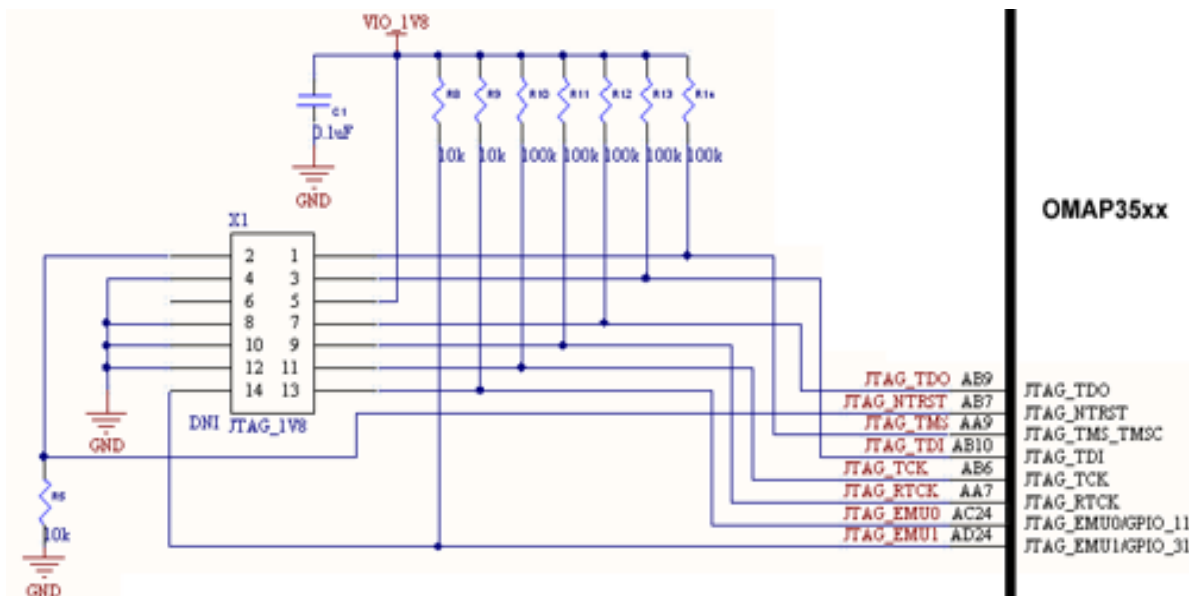 VIO_1V8
R8 R9 R10 R11 R12 R13
C1
0.1uF
10k 10k 100k 100k 100k 100k 100k
GND
OMAP35xx
X1
2 1
4 3
6 5
8 7
10 9
12 11
14 13
DNI JTAG_1V8
GND
JTAG_TDO AB9 JTAG_TDO
JTAG_NTRST AB7 JTAG_NTRST
JTAG_TMS AA9 JTAG_TMS_TMSC
JTAG_TDI AB10 JTAG_TDI
JTAG_TCK AB6 JTAG_TCK
JTAG_RTCK AA7 JTAG_RTCK
JTAG_EMU0 AC24 JTAG_EMU0/GPIO_11
JTAG_EMU1 AD24 JTAG_EMU1/GPIO_31
10k
GND